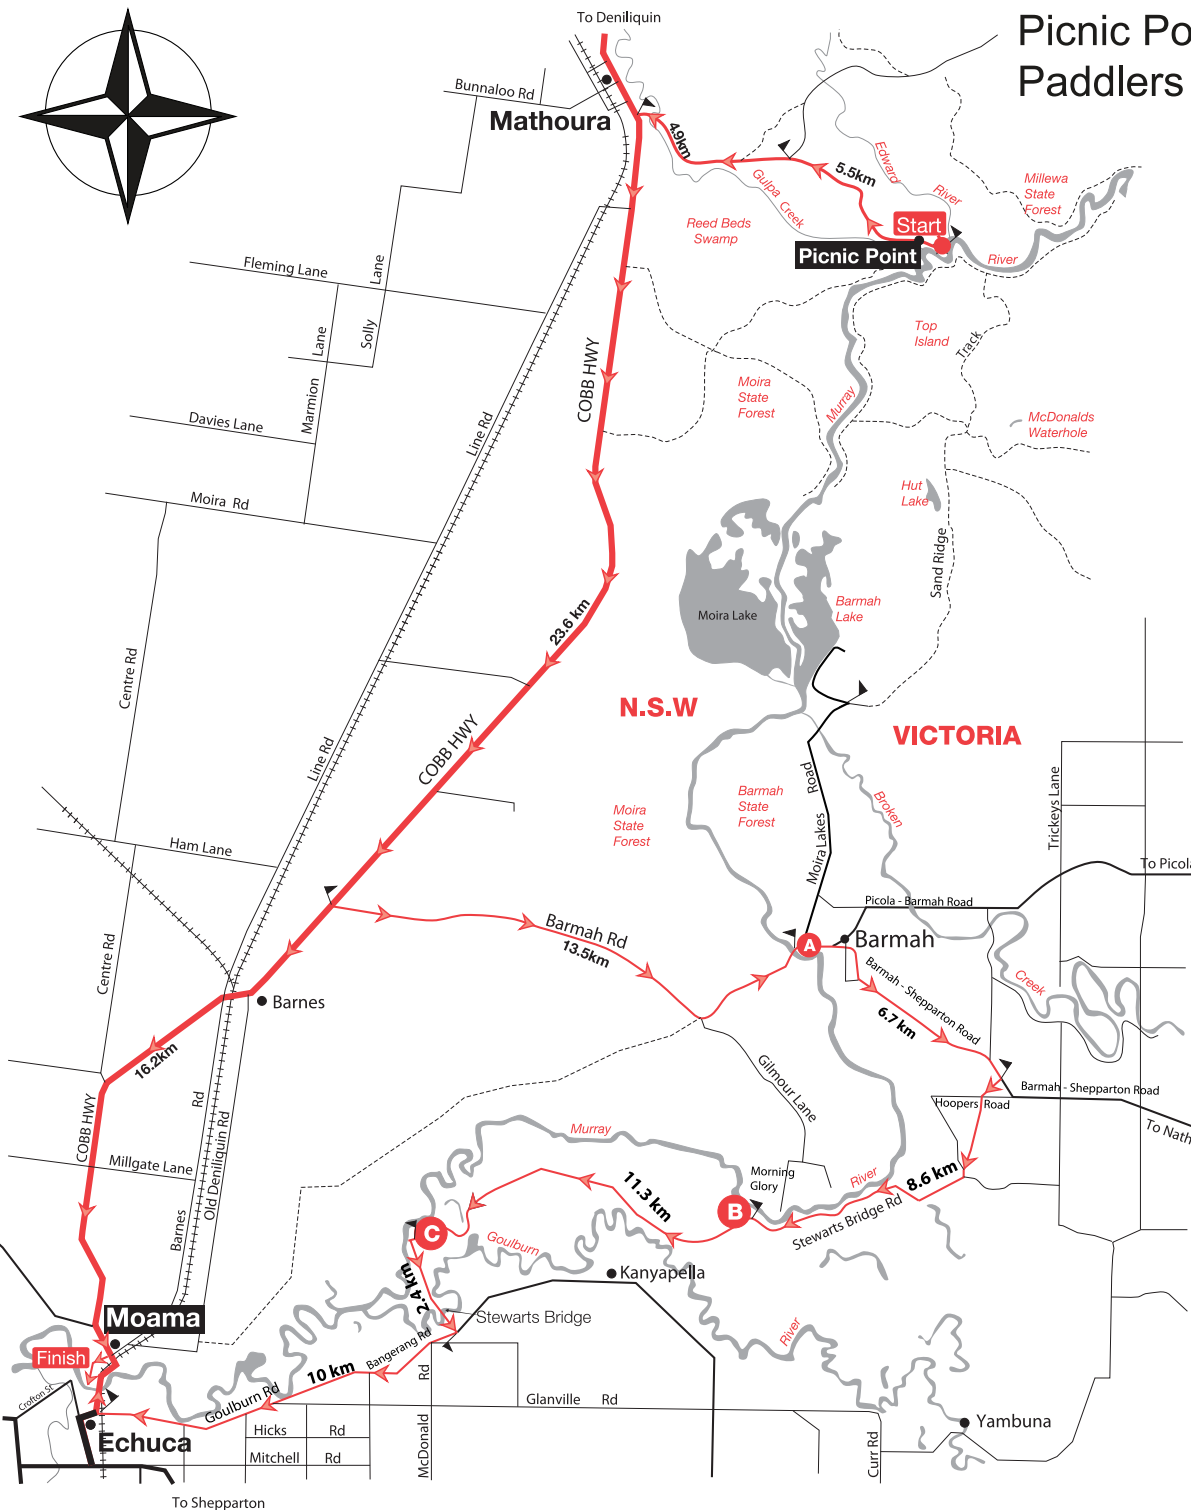 To Deniliquin
Picnic Po
Paddlers
Bunnaloo Rd
Mathoura
4.9km
5.5km
Edward
River
Millewa
State
Forest
Gulpa
Creek
Reed Beds
Swamp
Start
Picnic Point
River
Fleming Lane
Lane
Solly
Lane
Marmion
Davies Lane
COBB HWY
Line Rd
Top
Island
Track
Moira
State
Forest
Murray
McDonalds
Waterhole
Moira Rd
Hut
Lake
Sand Ridge
Moira Lake
Barmah
Lake
23.6 km
Centre Rd
Line Rd
COBB HWY
N.S.W
VICTORIA
Road
Moira Lakes
Barmah
State
Forest
Moira
State
Forest
Broken
Trickeys Lane
Ham Lane
To Picola
Picola - Barmah Road
Barmah Rd
13.5km
A
Barmah
Barmah - Shepparton Road
6.7 km
Creek
Centre Rd
Barnes
16.2km
Gilmour Lane
Barmah - Shepparton Road
Hoopers Road
To Nath
COBB HWY
Rd
Barnes
Old Deniliquin Rd
Millgate Lane
Murray
Morning
Glory
River
8.6 km
11.3 km
B
Stewarts Bridge Rd
C
Goulburn
Kanyapella
2.4 km
Stewarts Bridge
Moama
Finish
Bangerang Rd
River
10 km
Crofton St
Goulburn Rd
Rd
McDonald
Glanville Rd
Hicks Rd
Echuca
Mitchell Rd
Yambuna
Curr Rd
To Shepparton